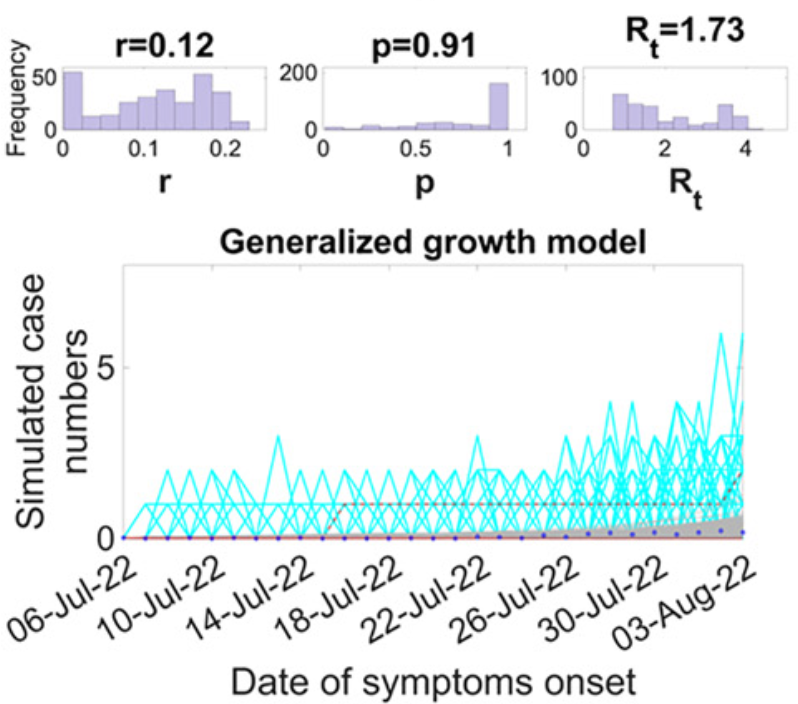 r=0.12
p=0.91
Rt=1.73
Frequency
50
0
0
0.1
0.2
r
200
0
0
0.5
1
p
100
0
0
2
4
Rt
Generalized growth model
Simulated case
numbers
5
0
06-Jul-22
10-Jul-22
14-Jul-22
18-Jul-22
22-Jul-22
26-Jul-22
30-Jul-22
03-Aug-22
Date of symptoms onset